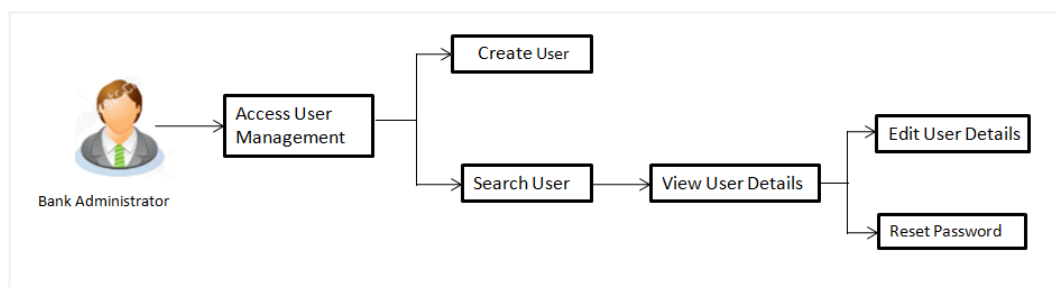 Create User
Access User
Management
Edit User Details
Search User
View User Details
Bank Administrator
Reset Password